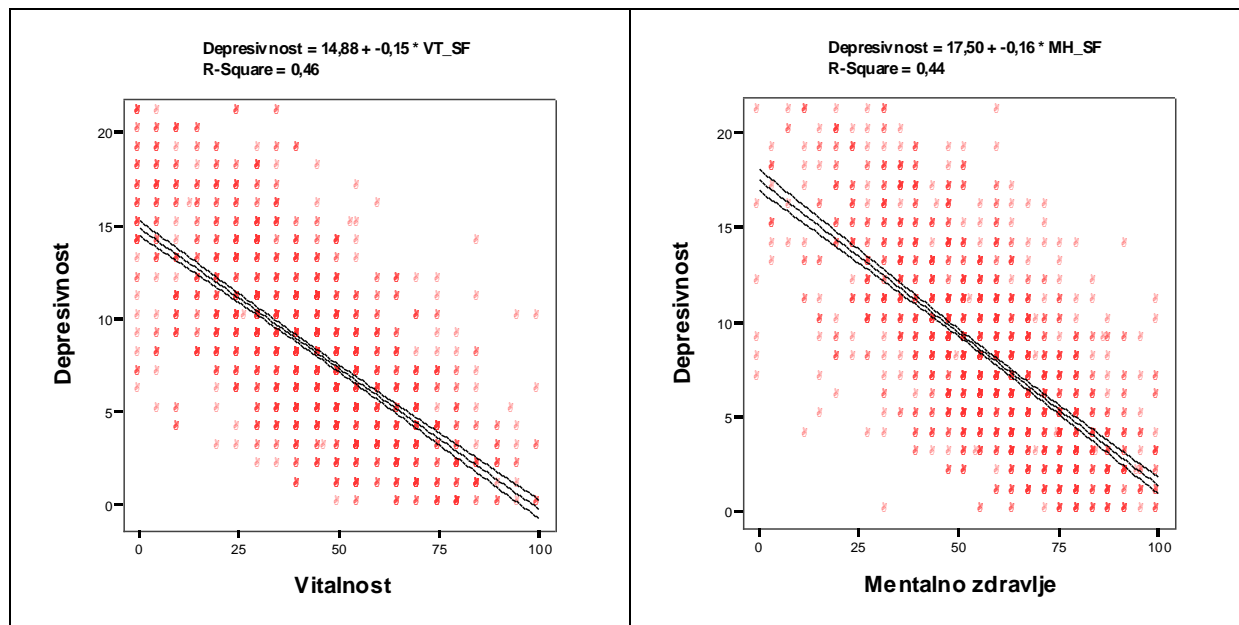 Depresivnost = 14,88 + -0,15 * VT_SF
R-Square = 0,46
20
15
10
5
0
Depresivnost
0 25 50 75 100
Vitalnost
Depresivnost = 17,50 + -0,16 * MH_SF
R-Square = 0,44
20
15
10
5
0
Depresivnost
0 25 50 75 100
Mentalno zdravlje